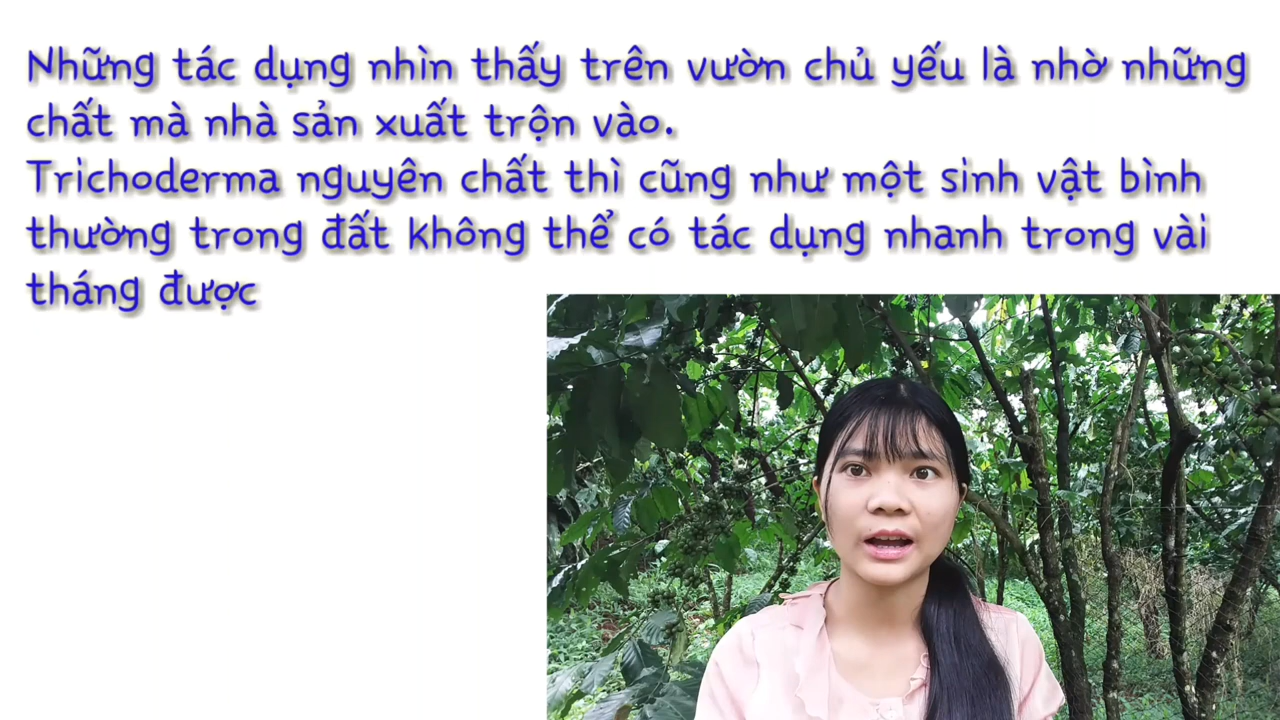 Những tác dụng nhìn thấy trên vườn chủ yếu là nhờ những
chất mà nhà sản xuất trộn vào.
Trichoderma nguyên chất thì cũng như một sinh vật bình
thường trong đất không thể có tác dụng nhanh trong vài
tháng được